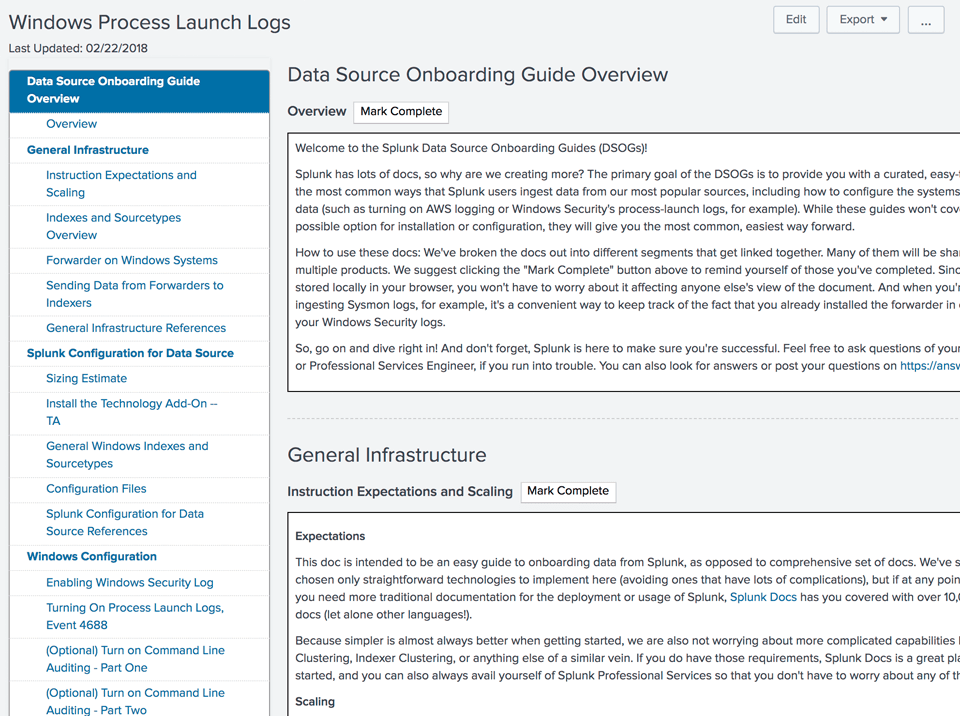 Windows Process Launch Logs
Edit
Export
...
Last Updated: 02/22/2018
Data Source Onboarding Guide
Overview
Overview
General Infrastructure
Instruction Expectations and
Scaling
Indexes and Sourcetypes
Overview
Forwarder on Windows Systems
Sending Data from Forwarders to
Indexers
General Infrastructure References
Splunk Configuration for Data Source
Sizing Estimate
Install the Technology Add-On --
TA
General Windows Indexes and
Sourcetypes
Configuration Files
Splunk Configuration for Data
Source References
Windows Configuration
Enabling Windows Security Log
Turning On Process Launch Logs,
Event 4688
(Optional) Turn on Command Line
Auditing - Part One
(Optional) Turn on Command Line
Auditing - Part Two
Data Source Onboarding Guide Overview
Overview Mark Complete
Welcome to the Splunk Data Source Onboarding Guides (DSOGs)!
Splunk has lots of docs, so why are we creating more? The primary goal of the DSOGs is to provide you with a curated, easy-
the most common ways that Splunk users ingest data from our most popular sources, including how to configure the systems
data (such as turning on AWS logging or Windows Security's process-launch logs, for example). While these guides won't cov
possible option for installation or configuration, they will give you the most common, easiest way forward.
How to use these docs: We've broken the docs out into different segments that get linked together. Many of them will be sha
multiple products. We suggest clicking the "Mark Complete" button above to remind yourself of those you've completed. Sinc
stored locally in your browser, you won't have to worry about it affecting anyone else's view of the document. And when you'r
ingesting Sysmon logs, for example, it's a convenient way to keep track of the fact that you already installed the forwarder in
your Windows Security logs.
So, go on and dive right in! And don't forget, Splunk is here to make sure you're successful. Feel free to ask questions of your
or Professional Services Engineer, if you run into trouble. You can also look for answers or post your questions on https://answ
General Infrastructure
Instruction Expectations and Scaling Mark Complete
Expectations
This doc is intended to be an easy guide to onboarding data from Splunk, as opposed to comprehensive set of docs. We've s
chosen only straightforward technologies to implement here (avoiding ones that have lots of complications), but if at any poin
you need more traditional documentation for the deployment or usage of Splunk, Splunk Docs has you covered with over 10,0
docs (let alone other languages!).
Because simpler is almost always better when getting started, we are also not worrying about more complicated capabilities
Clustering, Indexer Clustering, or anything else of a similar vein. If you do have those requirements, Splunk Docs is a great pla
started, and you can also always avail yourself of Splunk Professional Services so that you don't have to worry about any of th
Scaling